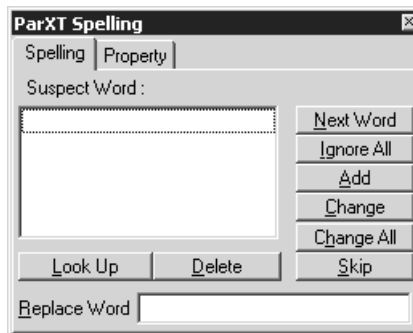 ParXT Spelling
Spelling Property
Suspect Word :
Next Word
Ignore All
Add
Change
Change All
Look Up Delete Skip
Replace Word